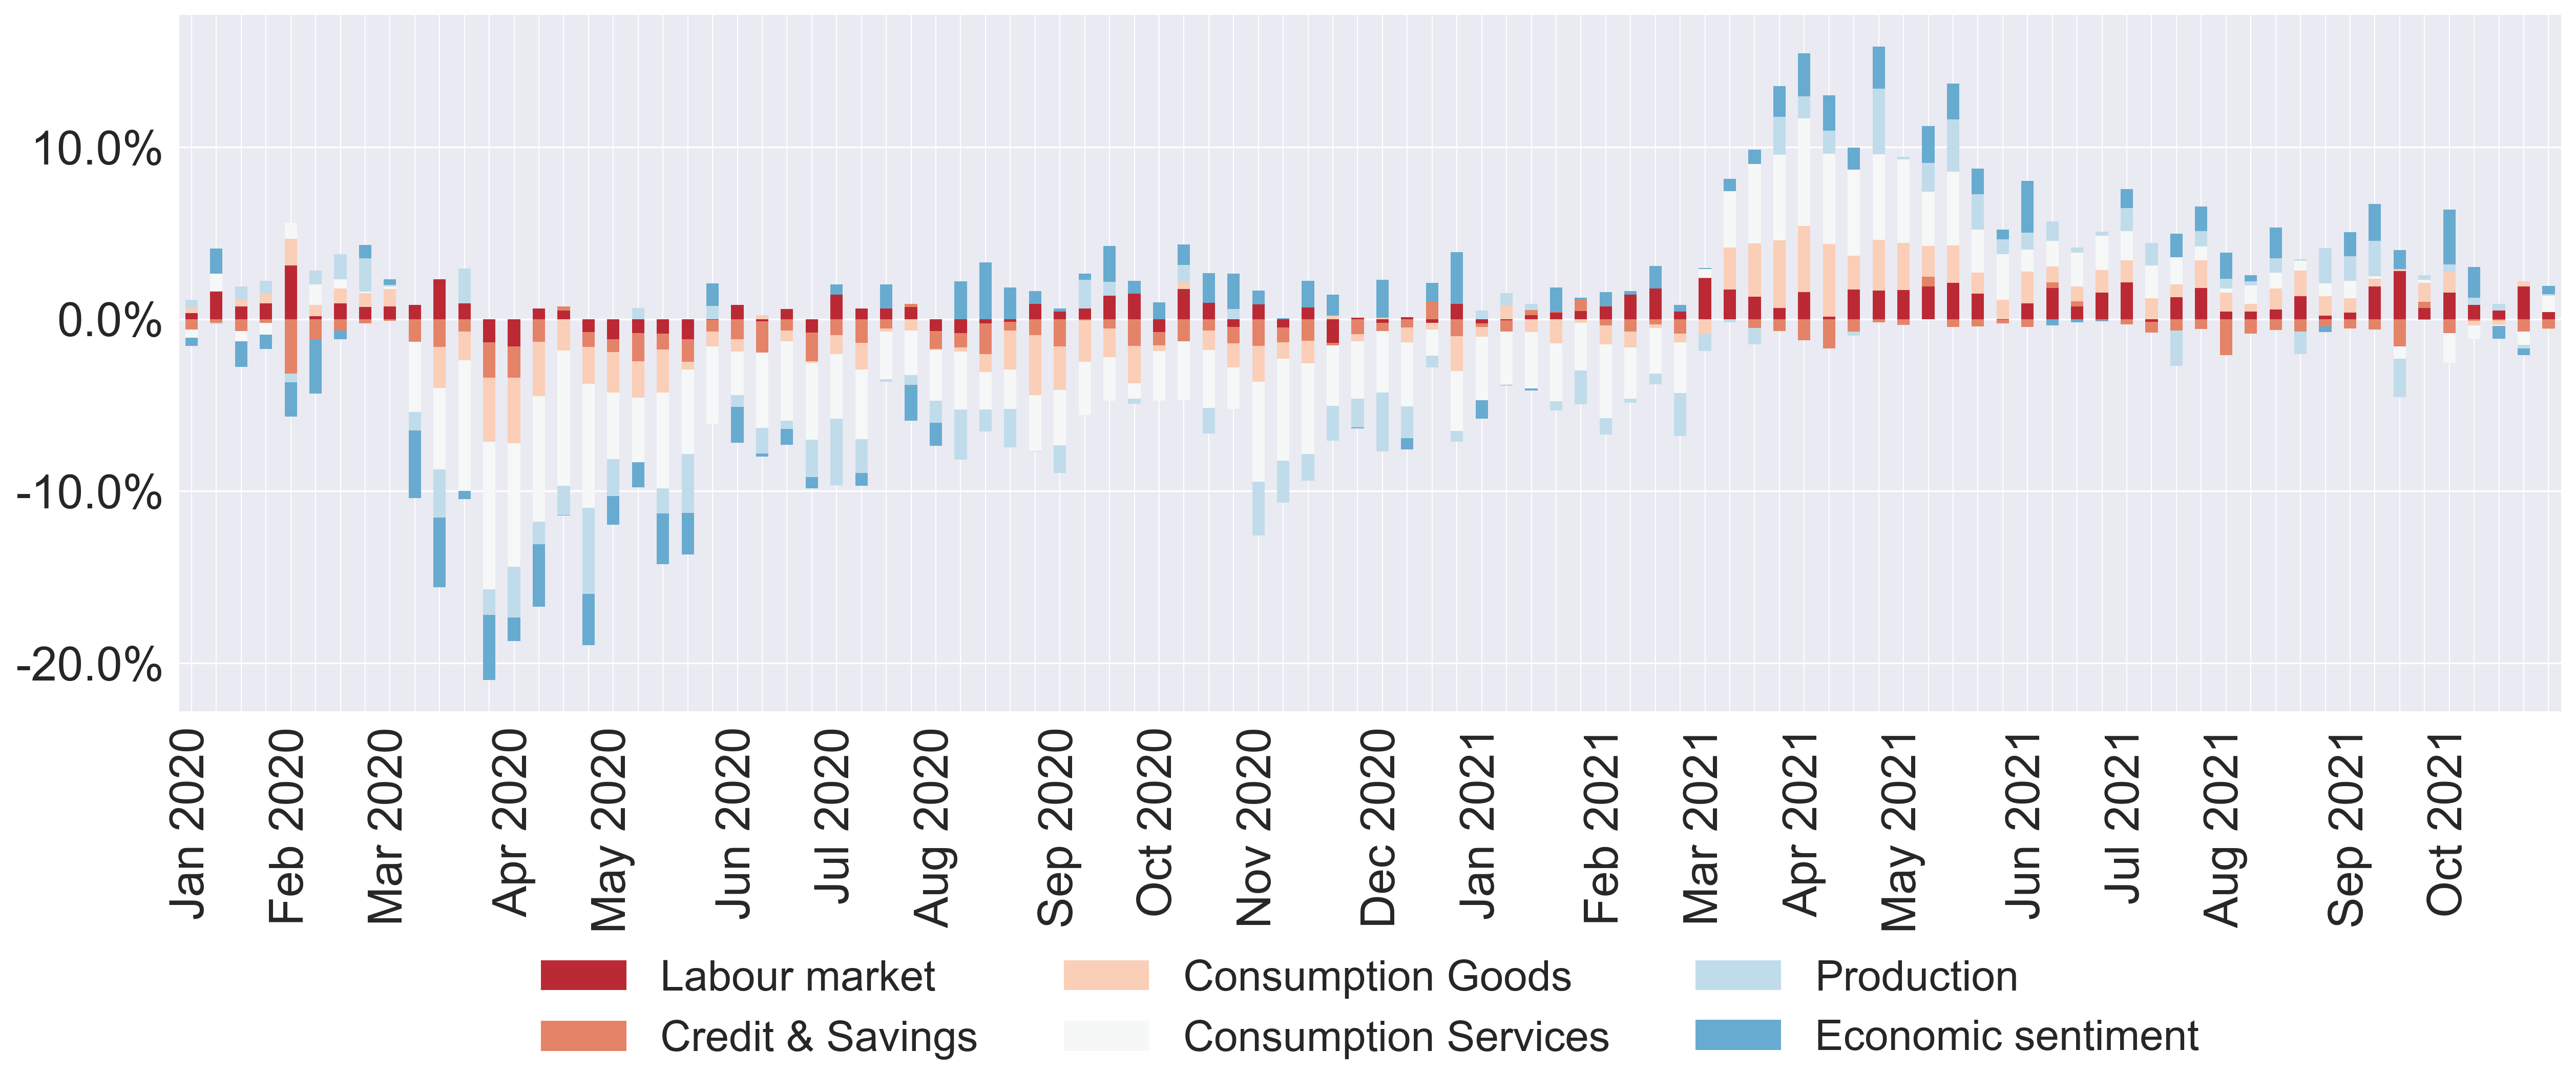 10.0%
0.0%
-10.0%
-20.0%
Jan 2020
Feb 2020
Mar 2020
Apr 2020
May 2020
Jun 2020
Jul 2020
Aug 2020
Sep 2020
Oct 2020
Nov 2020
Dec 2020
Jan 2021
Feb 2021
Mar 2021
Apr 2021
May 2021
Jun 2021
Jul 2021
Aug 2021
Sep 2021
Oct 2021
Labour market
Credit & Savings
Consumption Goods
Consumption Services
Production
Economic sentiment